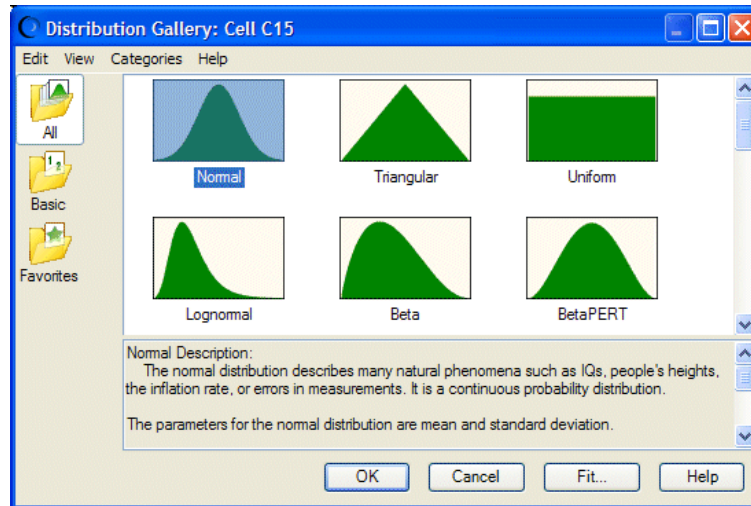 Distribution Gallery: Cell C15
Edit View Categories Help
All
Basic
Favorites
Normal Triangular Uniform
Lognormal Beta BetaPERT
Normal Description:
The normal distribution describes many natural phenomena such as IQs, people's heights,
the inflation rate, or errors in measurements. It is a continuous probability distribution.
The parameters for the normal distribution are mean and standard deviation.
OK Cancel Fit... Help